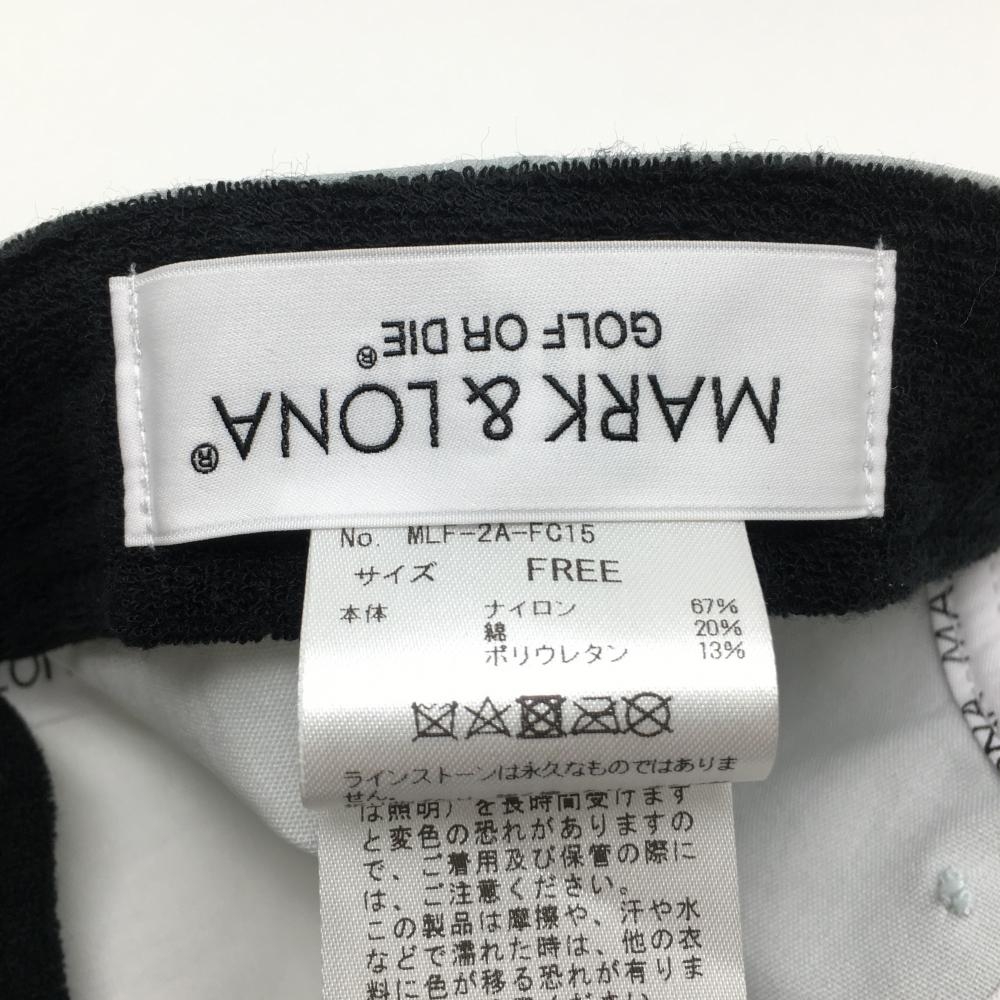 MARK & LONA®
GOLF OR DIE®
No. MLF-2A-FC15
サイズ FREE
本体 ナイロン 67%
綿 20%
ポリウレタン 13%
ラインストーンは永久なものではありま
せん。
は照明）を長時間受けます
と変色の恐れがありますの
で、ご着用及び保管の際に
は、ご注意ください。
この製品は摩擦や、汗や水
などで濡れた時は、他の衣
料に色が移る恐れが有りま